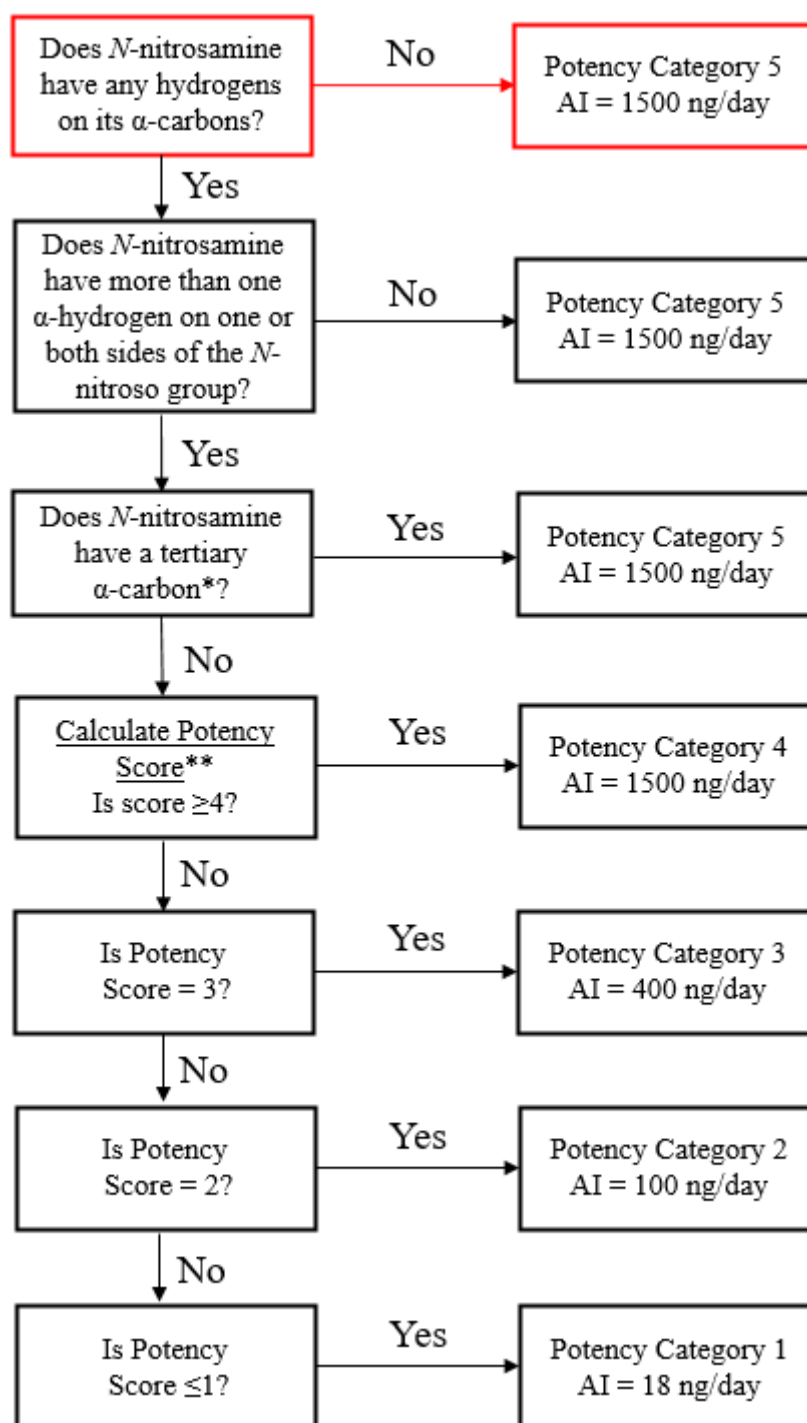 Does N-nitrosamine
have any hydrogens
on its α-carbons?
No
Potency Category 5
AI = 1500 ng/day
Yes
Does N-nitrosamine
have more than one
α-hydrogen on one or
both sides of the N-
nitroso group?
No
Potency Category 5
AI = 1500 ng/day
Yes
Does N-nitrosamine
have a tertiary
α-carbon*?
Yes
Potency Category 5
AI = 1500 ng/day
No
Calculate Potency
Score**
Is score ≥4?
Yes
Potency Category 4
AI = 1500 ng/day
No
Is Potency
Score = 3?
Yes
Potency Category 3
AI = 400 ng/day
No
Is Potency
Score = 2?
Yes
Potency Category 2
AI = 100 ng/day
No
Is Potency
Score ≤1?
Yes
Potency Category 1
AI = 18 ng/day